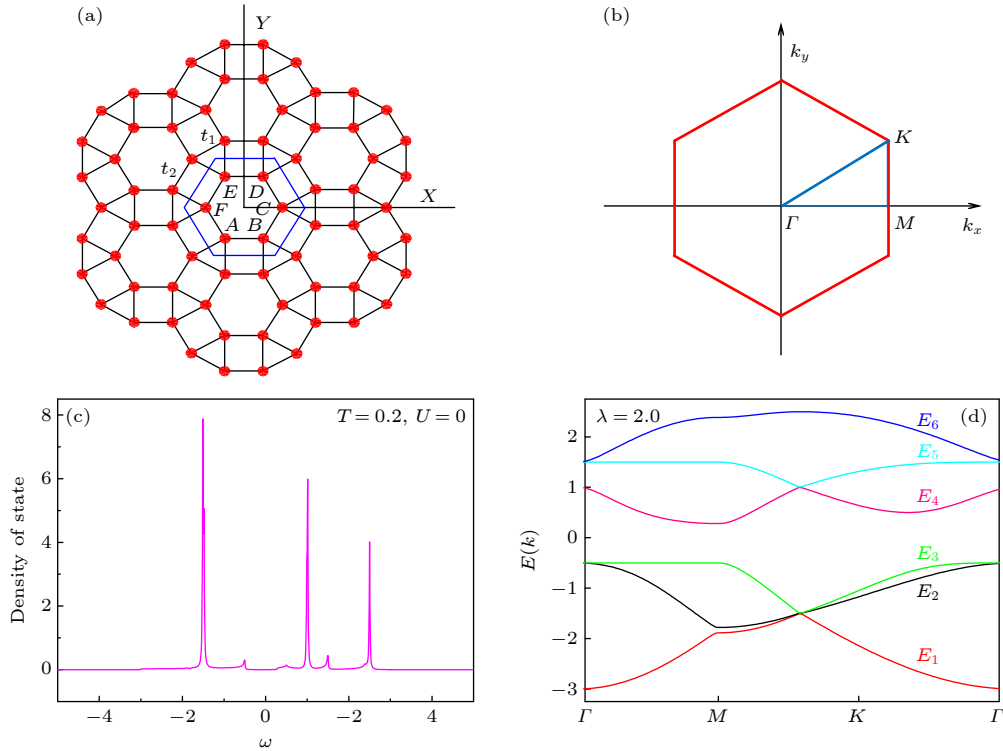 (a)
Y
t1
t2
E D
X
F C
A B
(b)
ky
K
Γ
M
kx
(c)
T = 0.2, U = 0
8
6
4
2
0
Density of state
−4 −2 0 −2 4
ω
λ = 2.0
(d)
E6
E5
E4
E3
E2
E1
2
1
0
−1
−2
−3
E(k)
Γ M K Γ